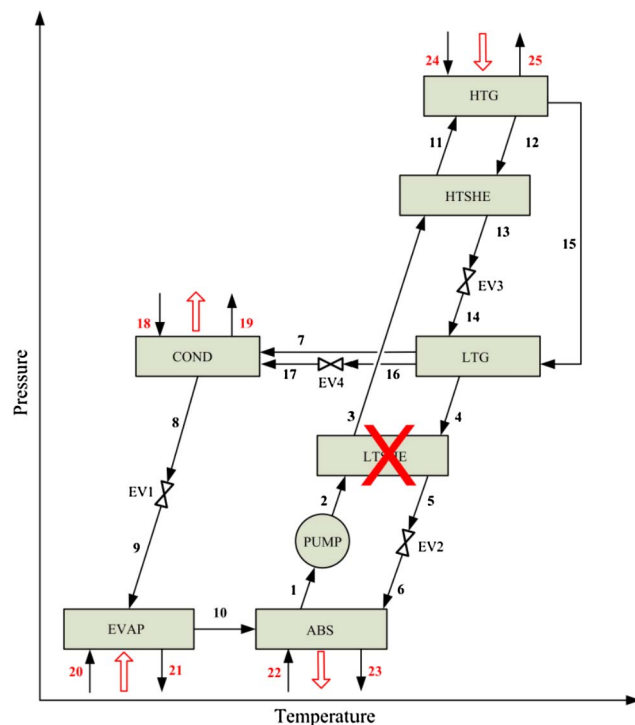 24
25
HTG
11
12
HTSHE
13
15
EV3
14
18
19
7
COND
17
16
LTG
EV4
8
3
4
LTSHE
EV1
2
5
PUMP
EV2
9
1
6
10
EVAP
ABS
20
21
22
23
Pressure
Temperature